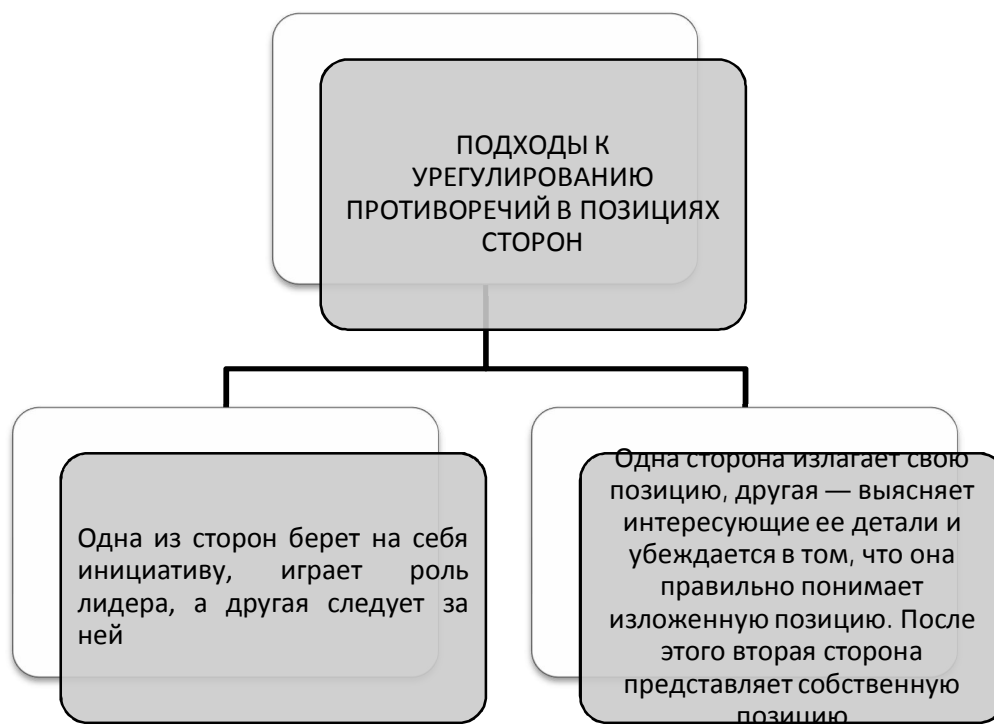 ПОДХОДЫ К
УРЕГУЛИРОВАНИЮ
ПРОТИВОРЕЧИЙ В ПОЗИЦИЯХ
СТОРОН
Одна из сторон берет на себя
инициативу, играет роль
лидера, а другая следует за
ней
Одна сторона излагает свою
позицию, другая — выясняет
интересующие ее детали и
убеждается в том, что она
правильно понимает
изложенную позицию. После
этого вторая сторона
представляет собственную
позицию